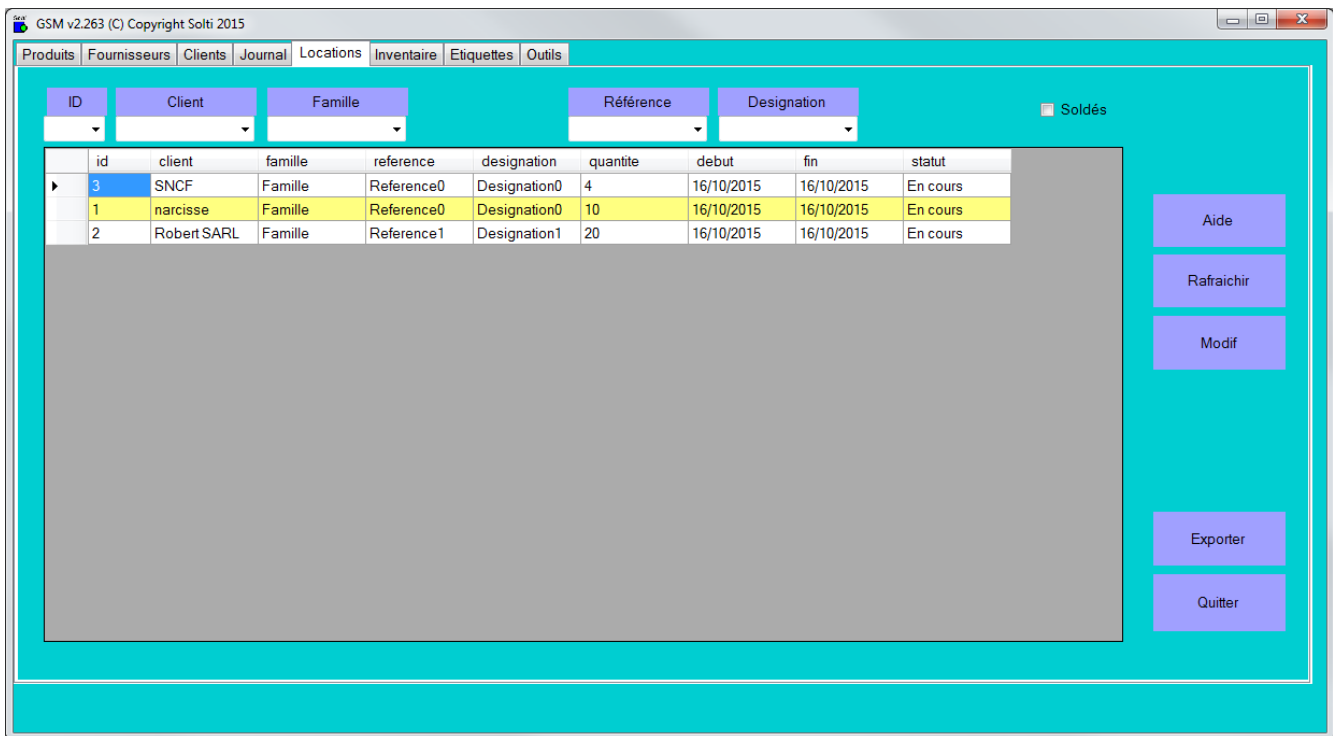 GSM v2.263 (C) Copyright Solti 2015
Produits Fournisseurs Clients Journal Locations Inventaire Etiquettes Outils
ID Client Famille Référence Designation
Soldés
id client famille reference designation quantite debut fin statut
3 SNCF Famille Reference0 Designation0 4 16/10/2015 16/10/2015 En cours
1 narcisse Famille Reference0 Designation0 10 16/10/2015 16/10/2015 En cours
2 Robert SARL Famille Reference1 Designation1 20 16/10/2015 16/10/2015 En cours
Aide
Rafraichir
Modif
Exporter
Quitter